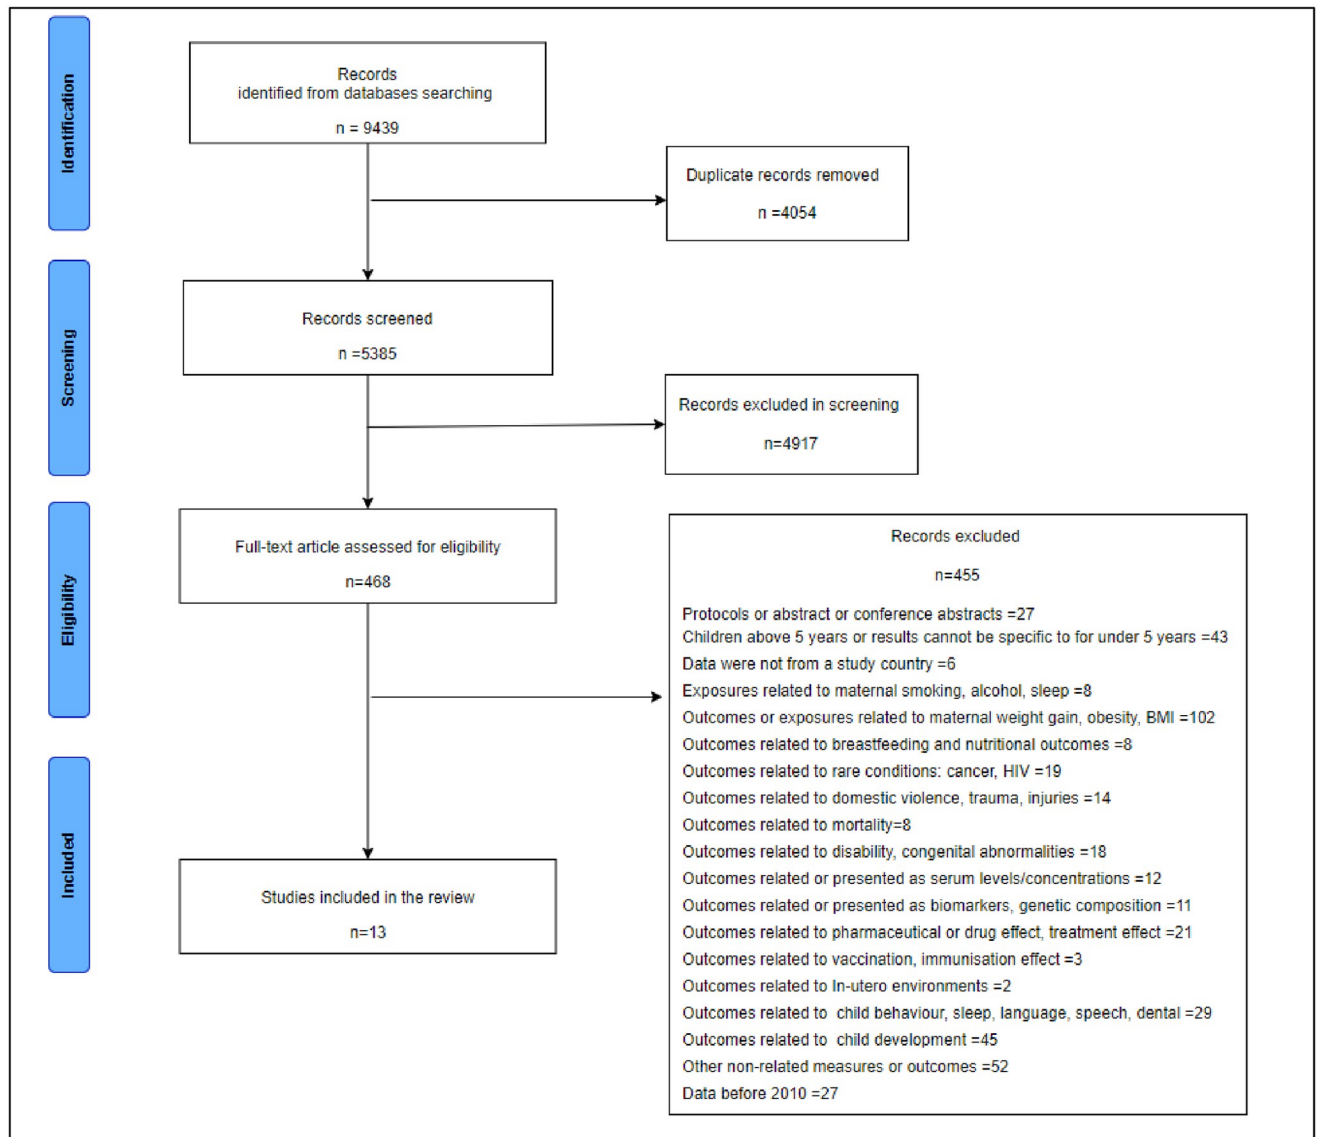 Identification
Records
identified from databases searching
n = 9439
Duplicate records removed
n =4054
Screening
Records screened
n =5385
Records excluded in screening
n=4917
Eligibility
Full-text article assessed for eligibility
n=468
Records excluded
n=455
Protocols or abstract or conference abstracts =27
Children above 5 years or results cannot be specific to for under 5 years =43
Data were not from a study country =6
Exposures related to maternal smoking, alcohol, sleep =8
Outcomes or exposures related to maternal weight gain, obesity, BMI =102
Outcomes related to breastfeeding and nutritional outcomes =8
Outcomes related to rare conditions: cancer, HIV =19
Outcomes related to domestic violence, trauma, injuries =14
Outcomes related to mortality=8
Outcomes related to disability, congenital abnormalities =18
Outcomes related or presented as serum levels/concentrations =12
Outcomes related or presented as biomarkers, genetic composition =11
Outcomes related to pharmaceutical or drug effect, treatment effect =21
Outcomes related to vaccination, immunisation effect =3
Outcomes related to In-utero environments =2
Outcomes related to child behaviour, sleep, language, speech, dental =29
Outcomes related to child development =45
Other non-related measures or outcomes =52
Data before 2010 =27
Included
Studies included in the review
n=13